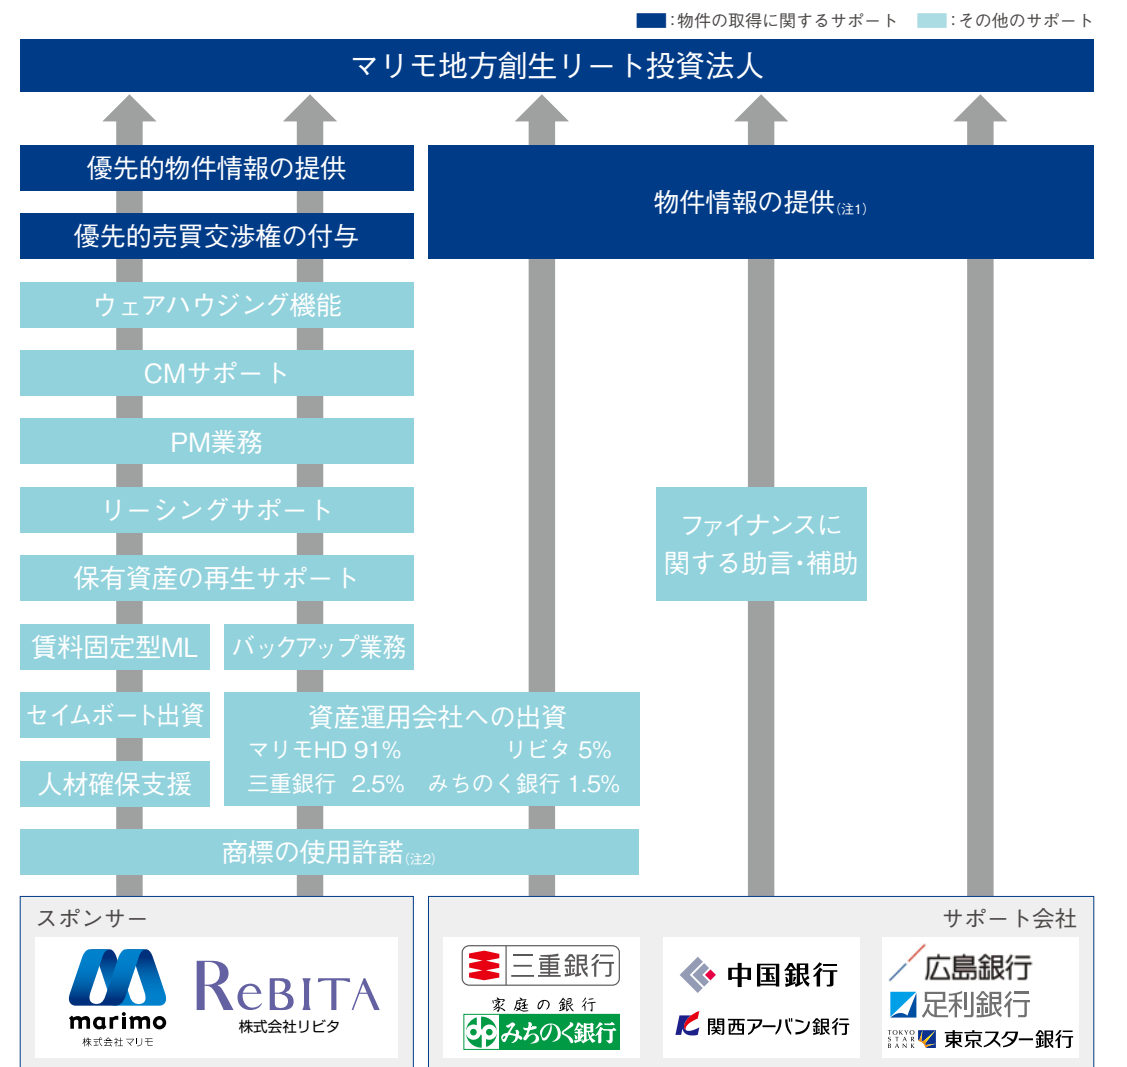 ：物件の取得に関するサポート ：その他のサポート
マリモ地方創生リート投資法人
優先的物件情報の提供
物件情報の提供(注1)
優先的売買交渉権の付与
ウェアハウジング機能
CMサポート
PM業務
リーシングサポート
ファイナンスに
関する助言・補助
保有資産の再生サポート
賃料固定型ML
バックアップ業務
セイムボート出資
資産運用会社への出資
マリモHD 91% リビタ 5%
三重銀行 2.5% みちのく銀行 1.5%
人材確保支援
商標の使用許諾(注2)
スポンサー
marimo
株式会社マリモ
ReBITA
株式会社リビタ
サポート会社
三重銀行
家庭の銀行
みちのく銀行
中国銀行
関西アーバン銀行
広島銀行
足利銀行
TOKYO
STAR
BANK
東京スター銀行